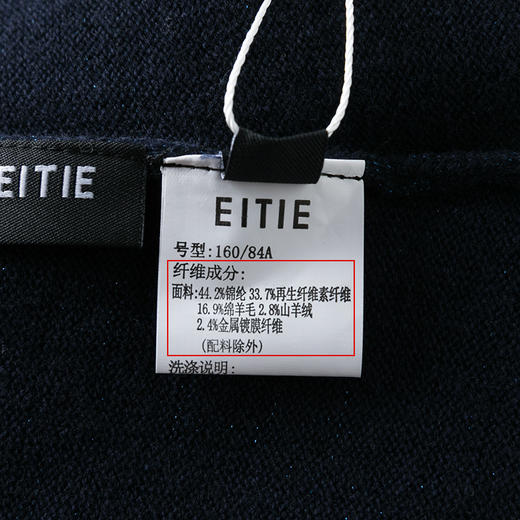 EITIE
EITIE
号型:160/84A
纤维成分:
面料:44.2%锦纶 33.7%再生纤维素纤维
16.9%绵羊毛 2.8%山羊绒
2.4%金属镀膜纤维
(配料除外)
洗涤说明: